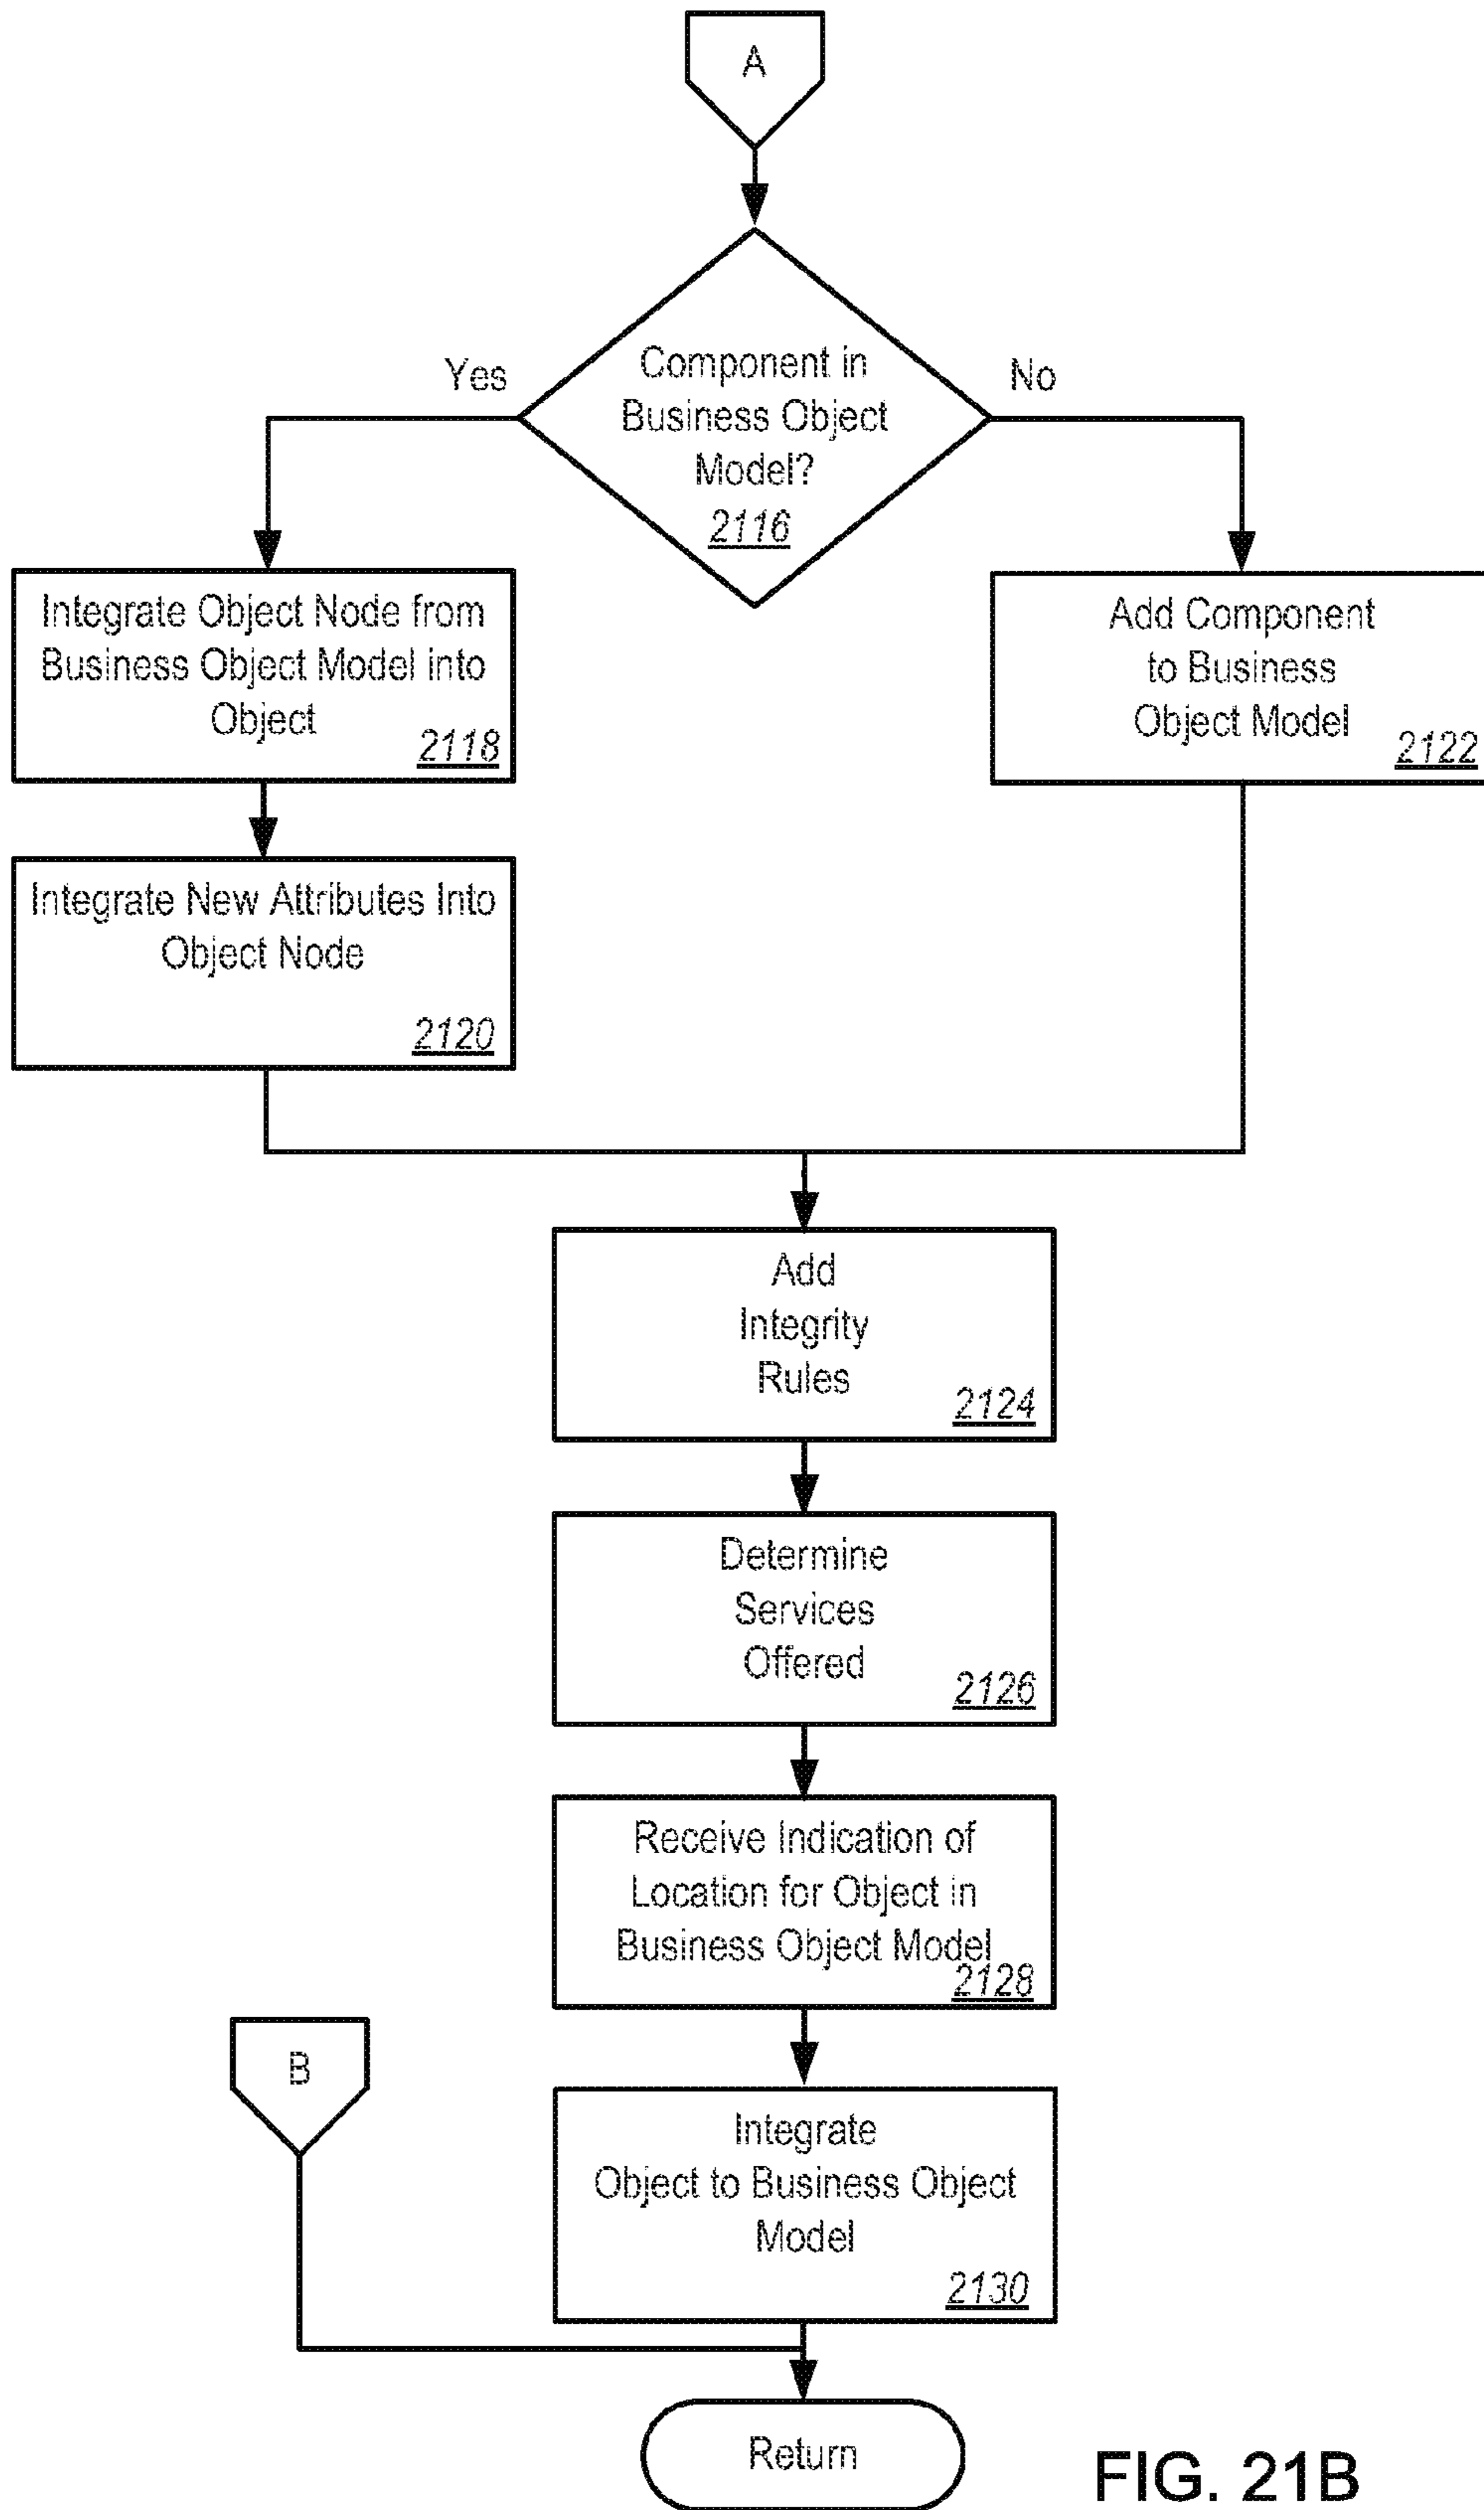 A
Yes
No
Component in
Business Object
Model?
2116
Integrate Object Node from
Business Object Model into
Object
2118
Add Component
to Business
Object Model
2122
Integrate New Attributes Into
Object Node
2120
Add
Integrity
Rules
2124
Determine
Services
Offered
2126
Receive Indication of
Location for Object in
Business Object Model
2128
B
Integrate
Object to Business Object
Model
2130
Return
FIG. 21B